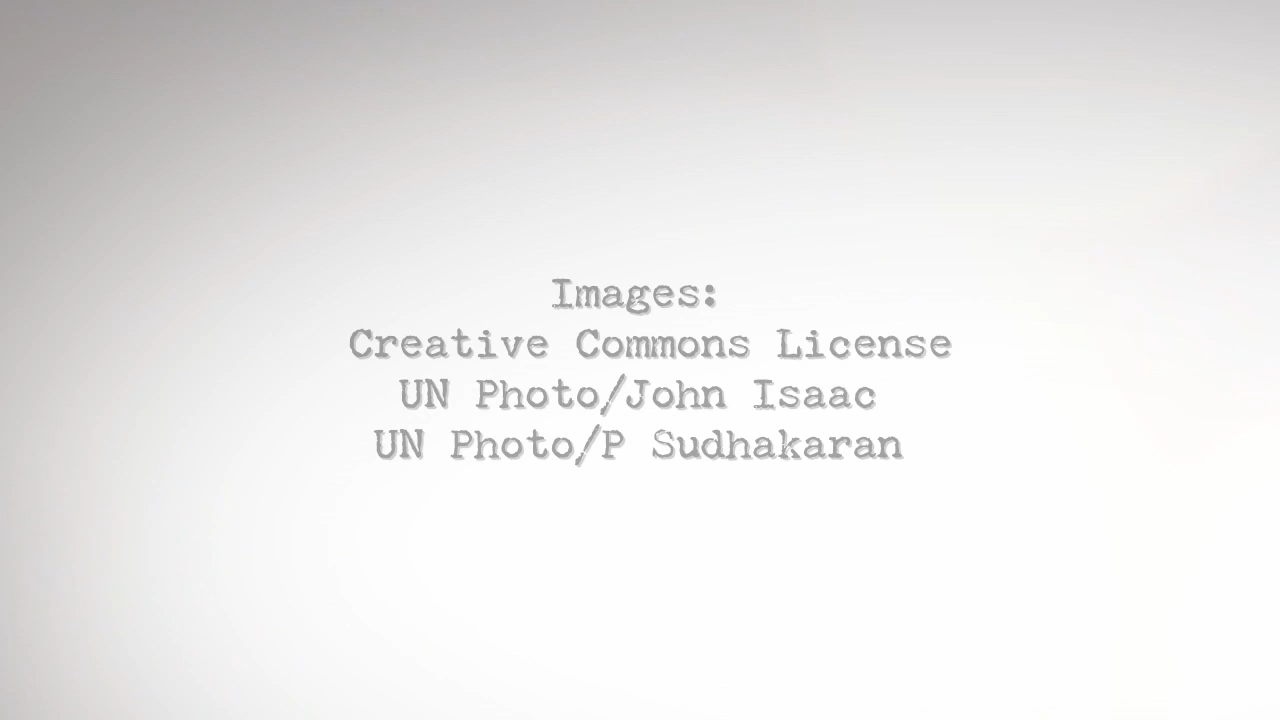 Images:
Creative Commons License
UN Photo/John Isaac
UN Photo/P Sudhakaran